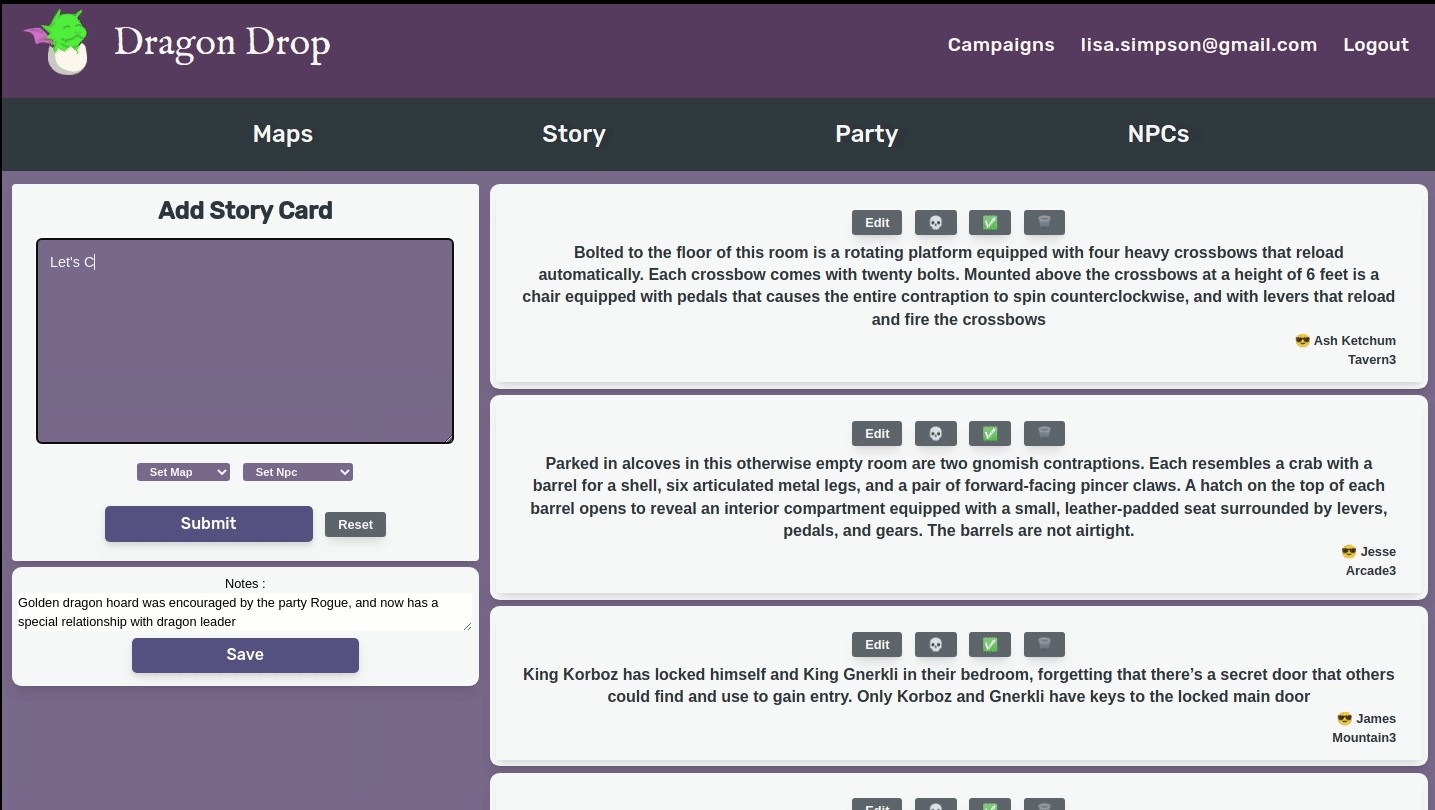 Dragon Drop
Campaigns lisa.simpson@gmail.com Logout
Maps Story Party NPCs
Add Story Card
Let's C
Set Map Set Npc
Submit Reset
Notes :
Golden dragon hoard was encouraged by the party Rogue, and now has a
special relationship with dragon leader
Save
Edit
Bolted to the floor of this room is a rotating platform equipped with four heavy crossbows that reload
automatically. Each crossbow comes with twenty bolts. Mounted above the crossbows at a height of 6 feet is a
chair equipped with pedals that causes the entire contraption to spin counterclockwise, and with levers that reload
and fire the crossbows
😎 Ash Ketchum
Tavern3
Edit
Parked in alcoves in this otherwise empty room are two gnomish contraptions. Each resembles a crab with a
barrel for a shell, six articulated metal legs, and a pair of forward-facing pincer claws. A hatch on the top of each
barrel opens to reveal an interior compartment equipped with a small, leather-padded seat surrounded by levers,
pedals, and gears. The barrels are not airtight.
😎 Jesse
Arcade3
Edit
King Korboz has locked himself and King Gnerkli in their bedroom, forgetting that there’s a secret door that others
could find and use to gain entry. Only Korboz and Gnerkli have keys to the locked main door
😎 James
Mountain3
Edit